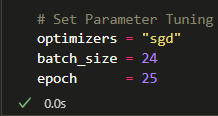 # Set Parameter Tuning
optimizers = "sgd"
batch_size = 24
epoch      = 25
✓ 0.0s